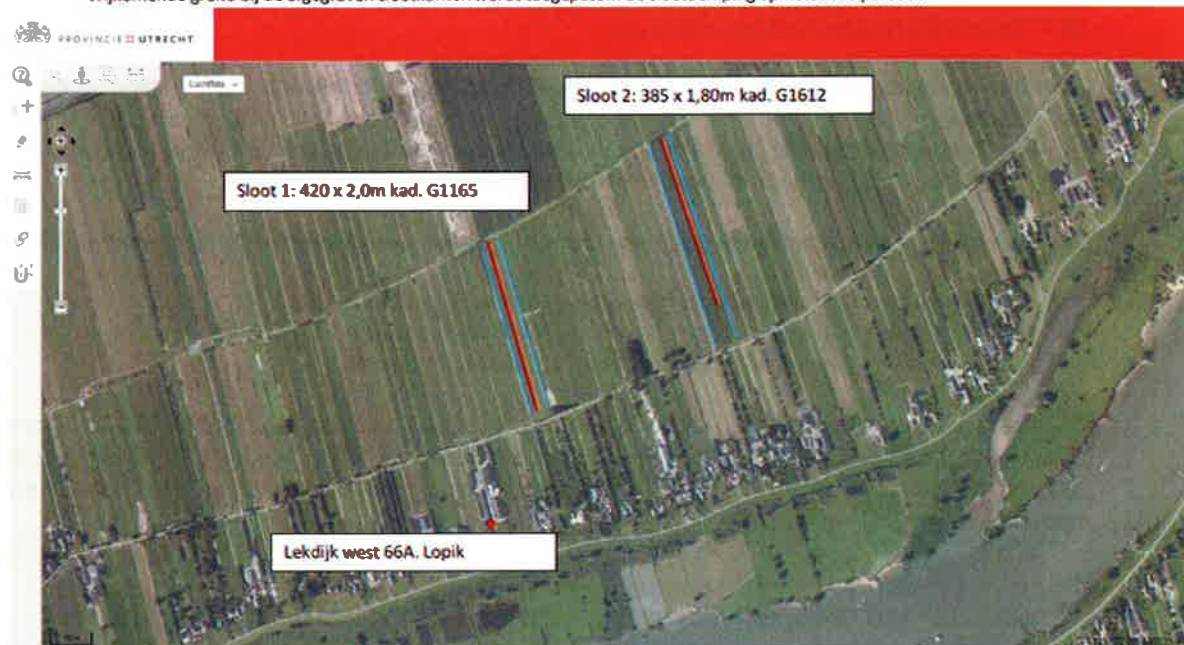 PROVINCIE UTRECHT
Luchtfoto
Sloot 2: 385 x 1,80m kad. G1612
Sloot 1: 420 x 2,0m kad. G1165
Lekdijk west 66A. Lopik